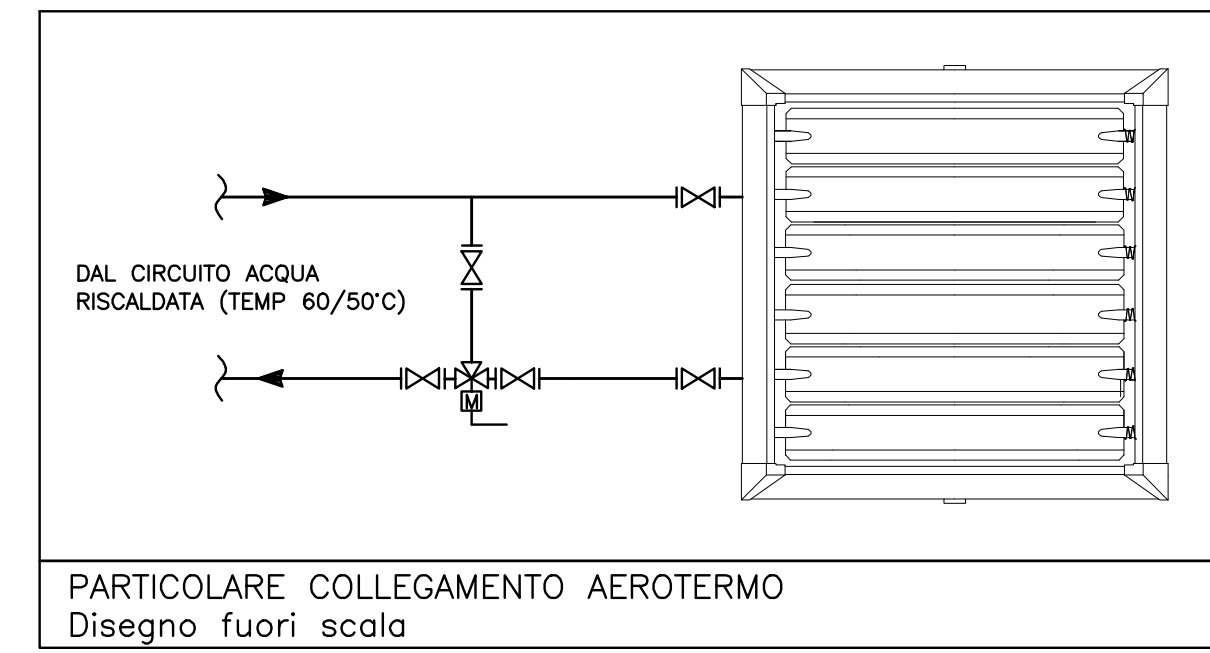 DAL CIRCUITO ACQUA
RISCALDATA (TEMP 60/50°C)
M
PARTICOLARE COLLEGAMENTO AEROTERMO
Disegno fuori scala